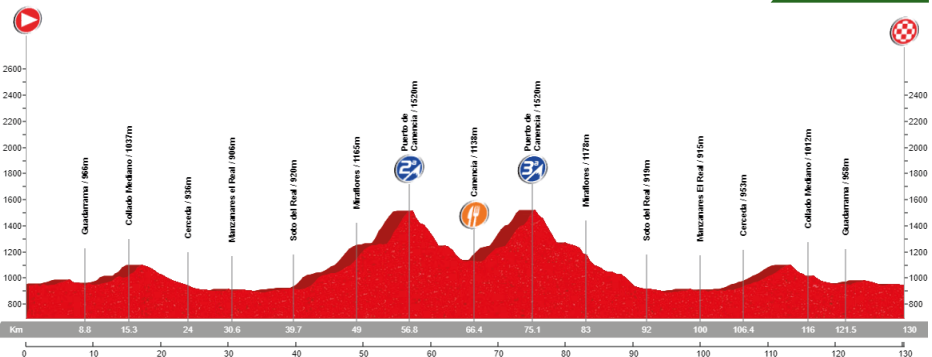 Puerto de
Canencia / 1520m
Puerto de
Canencia / 1520m
Guadarrama / 966m
Collado Mediano / 1037m
Cerceda / 936m
Manzanares el Real / 906m
Soto del Real / 920m
Miraflores / 1165m
2ª
Canencia / 1138m
3ª
Miraflores / 1178m
Soto del Real / 919m
Manzanares El Real / 915m
Cerceda / 953m
Collado Mediano / 1012m
Guadarrama / 958m
2600
2400 2400
2200 2200
2000 2000
1800 1800
1600 1600
1400 1400
1200 1200
1000 1000
800 800
Km 8.8 15.3 24 30.6 39.7 49 56.8 66.4 75.1 83 92 100 106.4 116 121.5 130
0 10 20 30 40 50 60 70 80 90 100 110 120 130